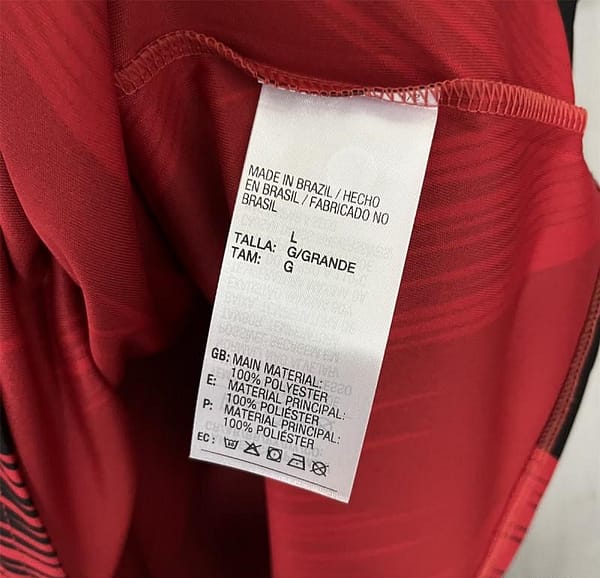 MADE IN BRAZIL / HECHO
EN BRASIL / FABRICADO NO
BRASIL
L
TALLA: G/GRANDE
TAM: G
GB: MAIN MATERIAL:
100% POLYESTER
E: MATERIAL PRINCIPAL:
100% POLIÉSTER
P: MATERIAL PRINCIPAL:
100% POLIÉSTER
EC: